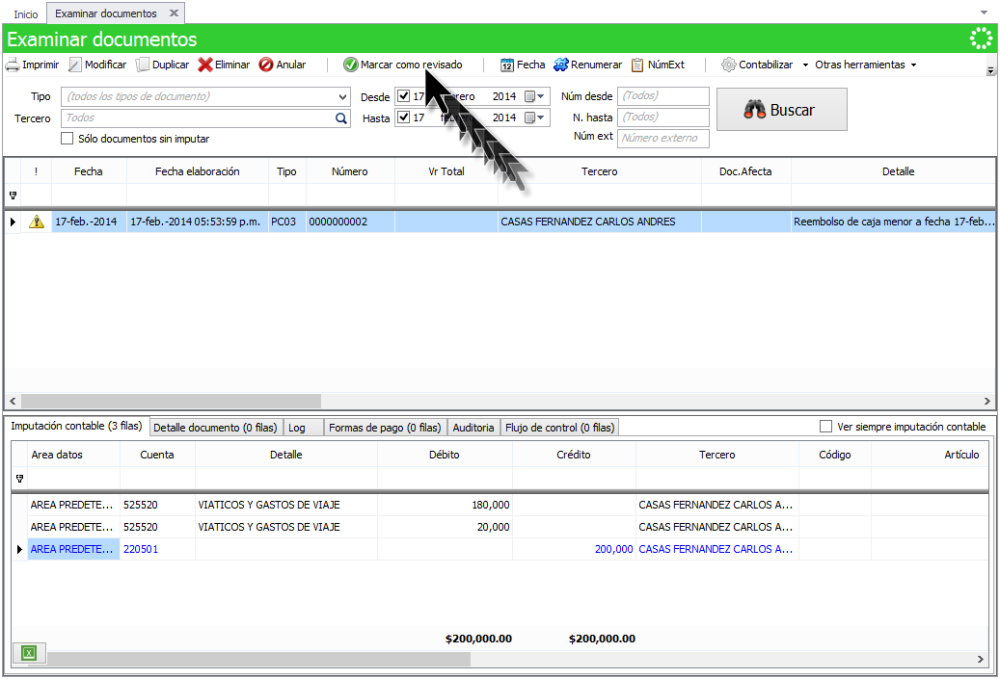 Inicio Examinar documentos
Examinar documentos
Imprimir Modificar Duplicar Eliminar Anular Marcar como revisado 12 Fecha Renumerar NúmExt Contabilizar Otras herramientas
Tipo (todos los tipos de documento) Desde 17 2014 Núm desde (Todos)
Tercero Todos Hasta 17 2014 N. hasta (Todos)
Buscar
Sólo documentos sin imputar Núm ext Número externo
! Fecha Fecha elaboración Tipo Número Vr Total Tercero Doc.Afecta Detalle
17-feb.-2014 17-feb.-2014 05:53:59 p.m. PC03 0000000002 CASAS FERNANDEZ CARLOS ANDRES Reembolso de caja menor a fecha 17-feb...
Imputación contable (3 filas) Detalle documento (0 filas) Log Formas de pago (0 filas) Auditoria Flujo de control (0 filas) Ver siempre imputación contable
Area datos Cuenta Detalle Débito Crédito Tercero Código Artículo
AREA PREDETE... 525520 VIATICOS Y GASTOS DE VIAJE 180,000 CASAS FERNANDEZ CARLOS A...
AREA PREDETE... 525520 VIATICOS Y GASTOS DE VIAJE 20,000 CASAS FERNANDEZ CARLOS A...
AREA PREDETE... 220501 200,000 CASAS FERNANDEZ CARLOS A...
$200,000.00 $200,000.00